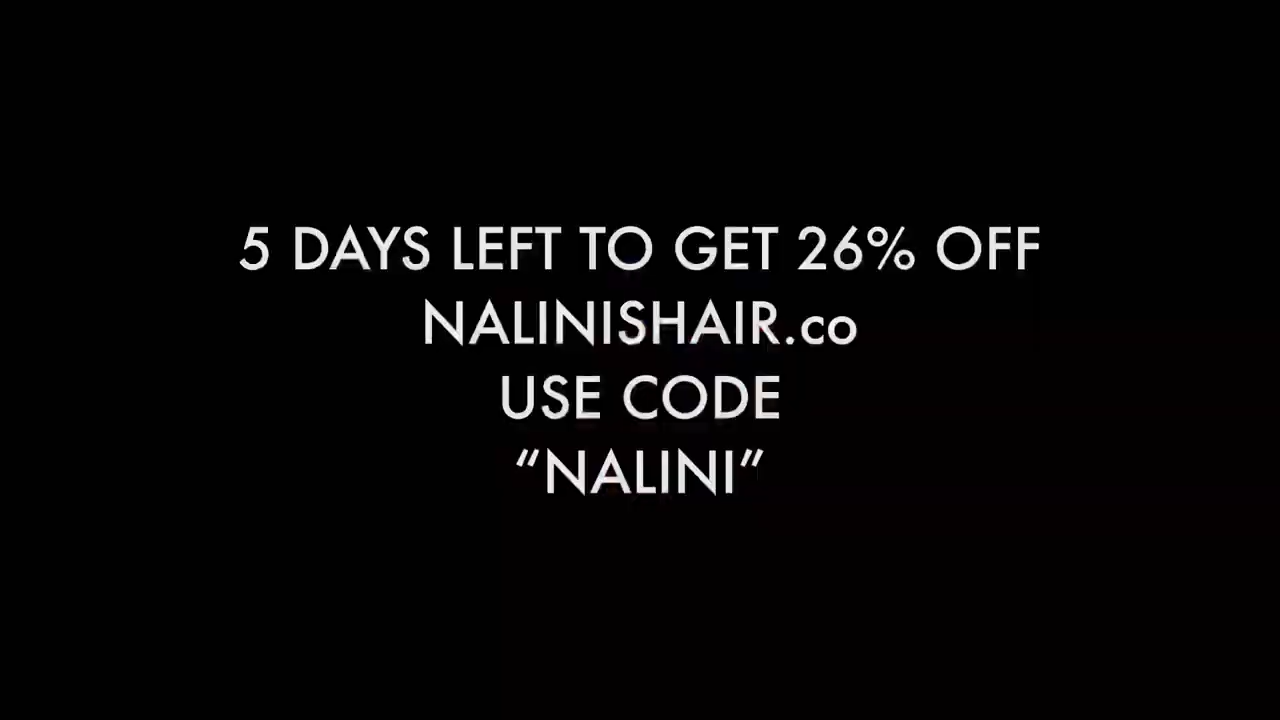 5 DAYS LEFT TO GET 26% OFF
NALINISHAIR.co
USE CODE
“NALINI”